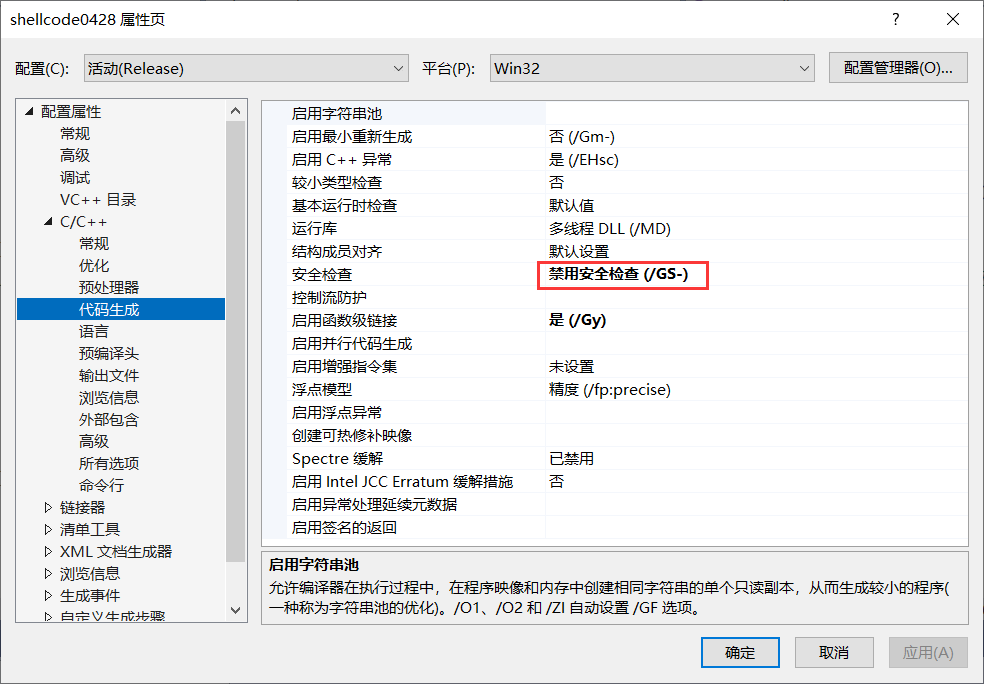 shellcode0428 属性页
?
配置(C):
活动(Release)
平台(P):
Win32
配置管理器(O)...
配置属性
常规
高级
调试
VC++ 目录
C/C++
常规
优化
预处理器
代码生成
语言
预编译头
输出文件
浏览信息
外部包含
高级
所有选项
命令行
链接器
清单工具
XML 文档生成器
浏览信息
生成事件
自定义生成步骤
启用字符串池
启用最小重新生成 否 (/Gm-)
启用 C++ 异常 是 (/EHsc)
较小类型检查 否
基本运行时检查 默认值
运行库 多线程 DLL (/MD)
结构成员对齐 默认设置
安全检查 禁用安全检查 (/GS-)
控制流防护
启用函数级链接 是 (/Gy)
启用并行代码生成
启用增强指令集 未设置
浮点模型 精度 (/fp:precise)
启用浮点异常
创建可热修补映像
Spectre 缓解 已禁用
启用 Intel JCC Erratum 缓解措施 否
启用异常处理延续元数据
启用签名的返回
启用字符串池
允许编译器在执行过程中，在程序映像和内存中创建相同字符串的单个只读副本，从而生成较小的程序(
一种称为字符串池的优化)。/O1、/O2 和 /ZI 自动设置 /GF 选项。
确定
取消
应用(A)